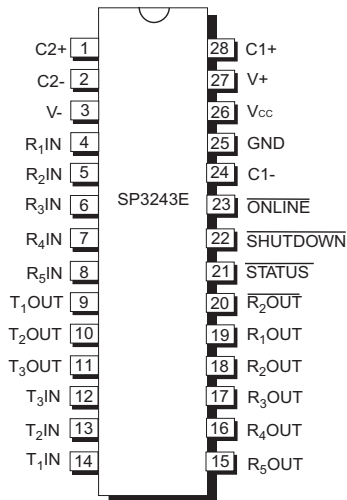 C2+ 1 28 C1+
C2- 2 27 V+
V- 3 26 Vcc
R1IN 4 25 GND
R2IN 5 24 C1-
R3IN 6 SP3243E 23 ONLINE
R4IN 7 22 SHUTDOWN
R5IN 8 21 STATUS
T1OUT 9 20 R2OUT
T2OUT 10 19 R1OUT
T3OUT 11 18 R2OUT
T3IN 12 17 R3OUT
T2IN 13 16 R4OUT
T1IN 14 15 R5OUT